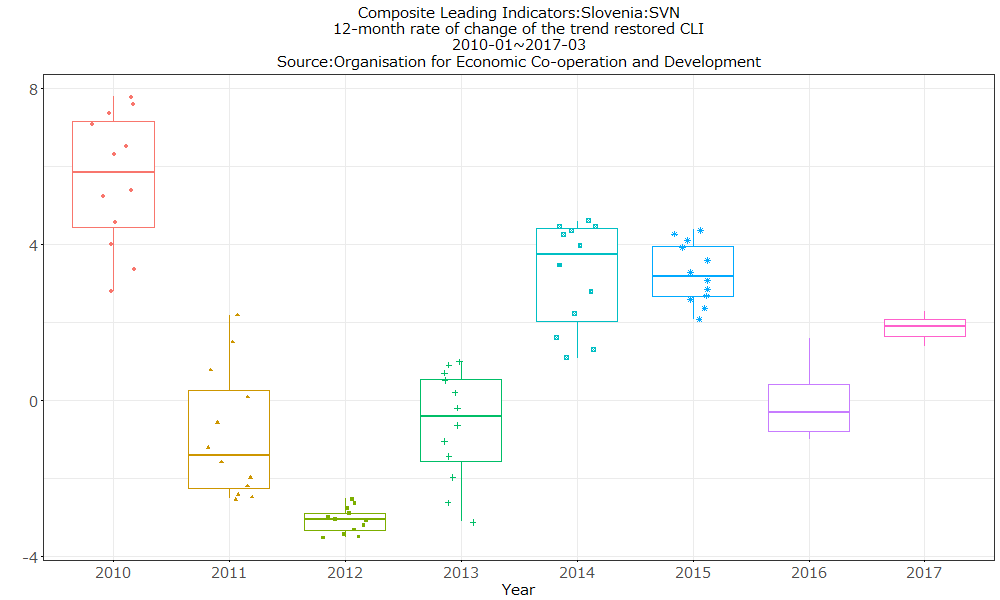 Composite Leading Indicators:Slovenia:SVN
12-month rate of change of the trend restored CLI
2010-01~2017-03
Source:Organisation for Economic Co-operation and Development
8
4
0
-4
2010 2011 2012 2013 2014 2015 2016 2017
Year